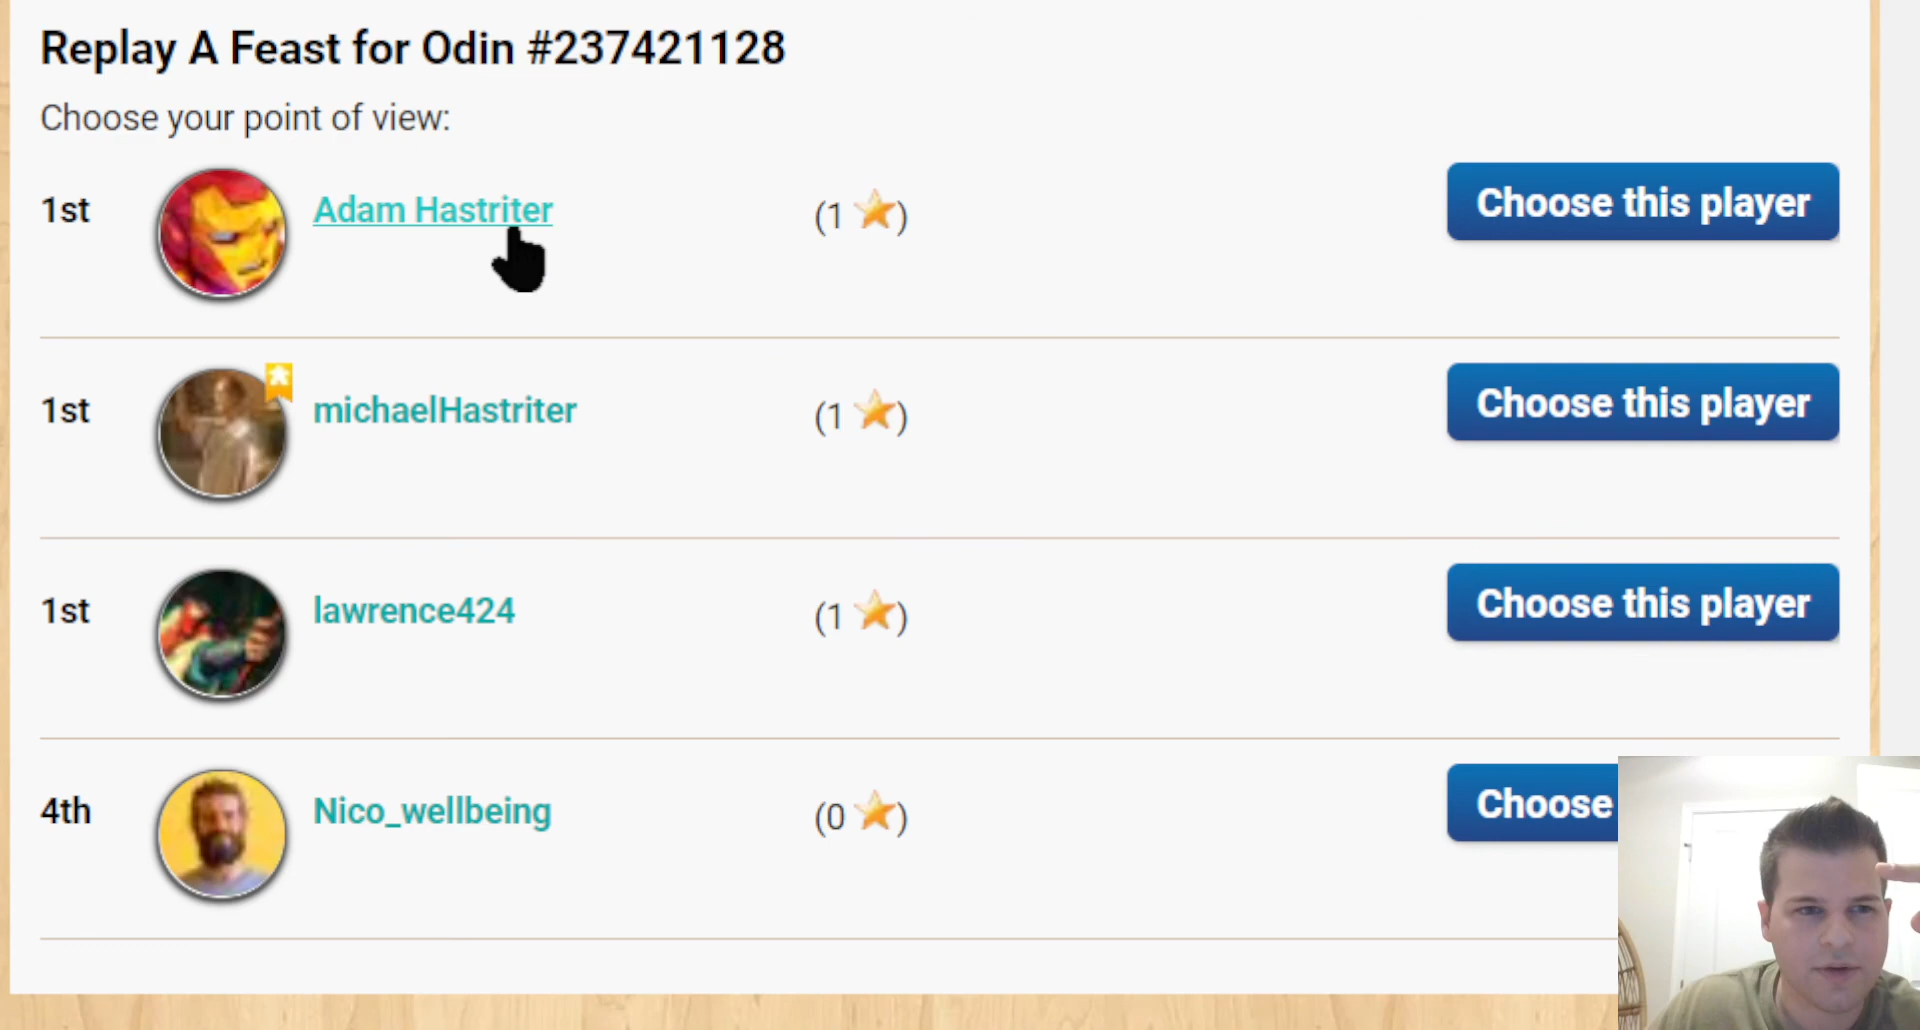 Replay A Feast for Odin #237421128
Choose your point of view:
1st Adam Hastriter (1 ) Choose this player
1st michaelHastriter (1 ) Choose this player
1st lawrence424 (1 ) Choose this player
4th Nico_wellbeing (0 ) Choose